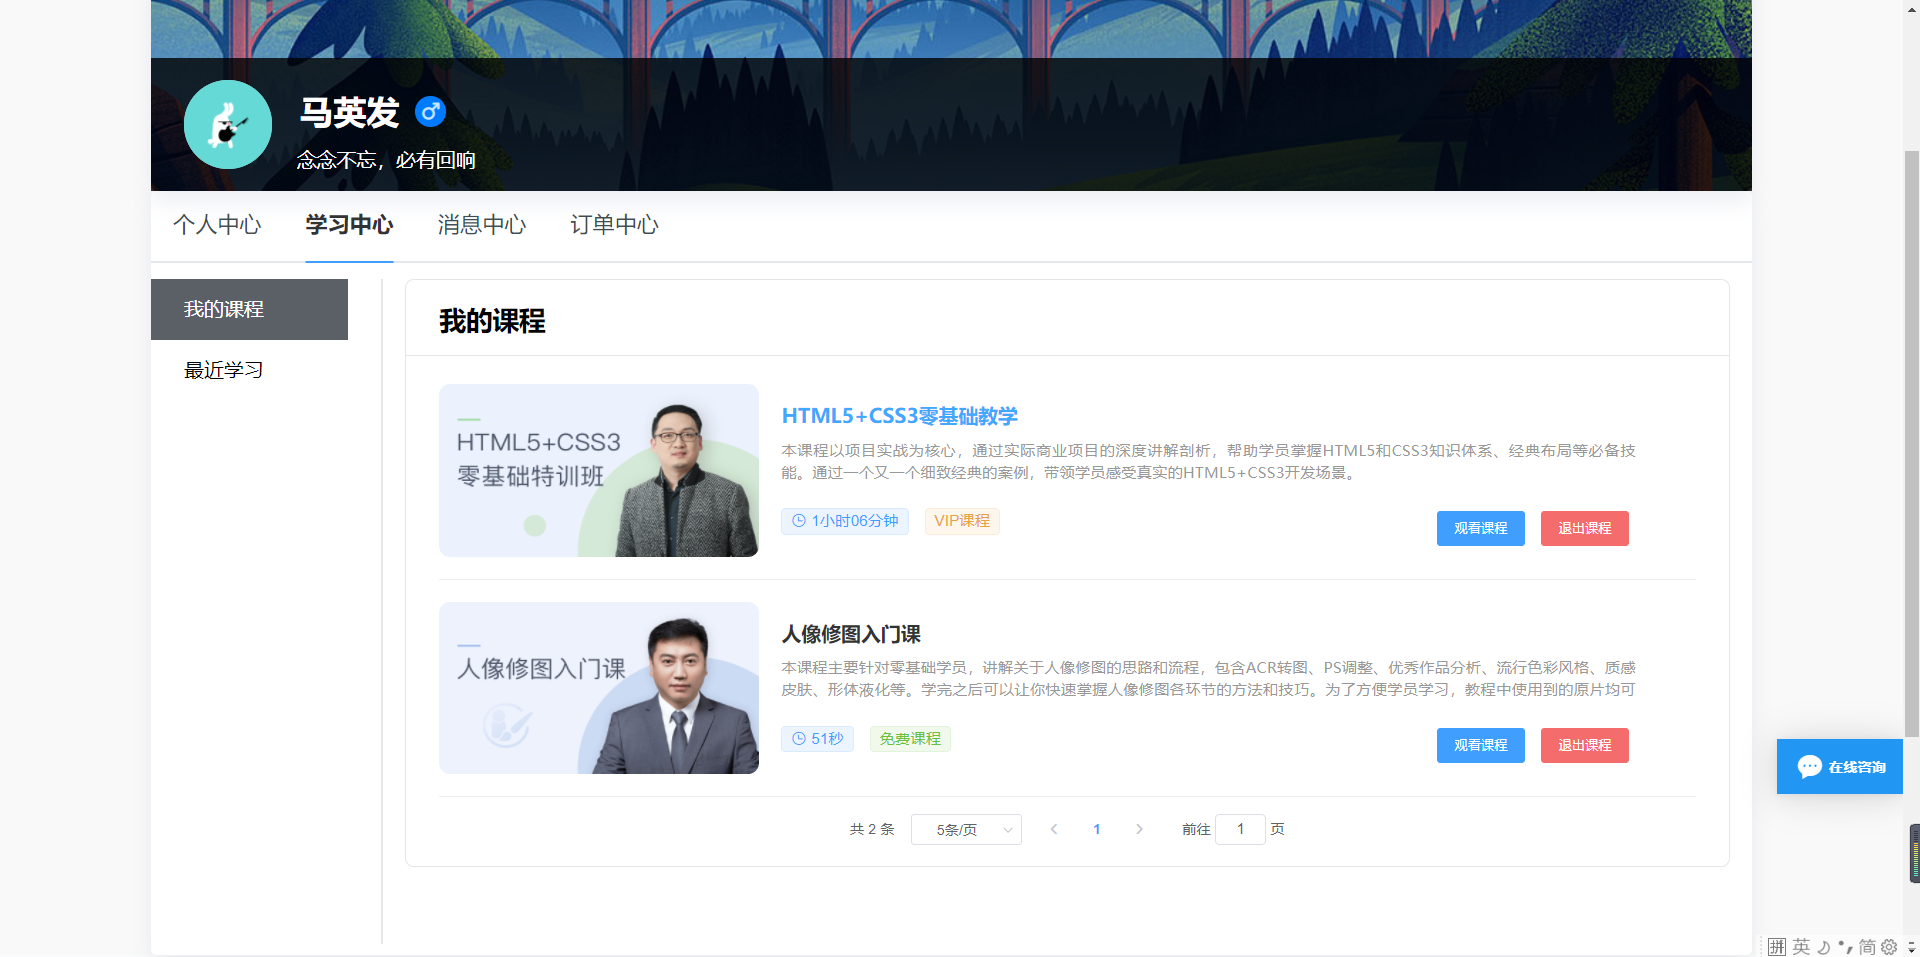 马英发
念念不忘，必有回响
个人中心
学习中心
消息中心
订单中心
我的课程
最近学习
我的课程
HTML5+CSS3
零基础特训班
HTML5+CSS3零基础教学
本课程以项目实战为核心，通过实际商业项目的深度讲解剖析，帮助学员掌握HTML5和CSS3知识体系、经典布局等必备技
能。通过一个又一个细致经典的案例，带领学员感受真实的HTML5+CSS3开发场景。
1小时06分钟
VIP课程
观看课程
退出课程
人像修图入门课
人像修图入门课
本课程主要针对零基础学员，讲解关于人像修图的思路和流程，包含ACR转图、PS调整、优秀作品分析、流行色彩风格、质感
皮肤、形体液化等。学完之后可以让你快速掌握人像修图各环节的方法和技巧。为了方便学员学习，教程中使用到的原片均可
51秒
免费课程
观看课程
退出课程
共 2 条
5条/页
1
前往 1 页
在线咨询
拼 英 简